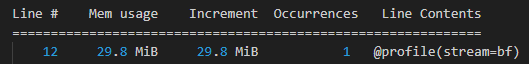 Line #    Mem usage    Increment  Occurrences   Line Contents
=============================================================
    12     29.8 MiB     29.8 MiB           1   @profile(stream=bf)